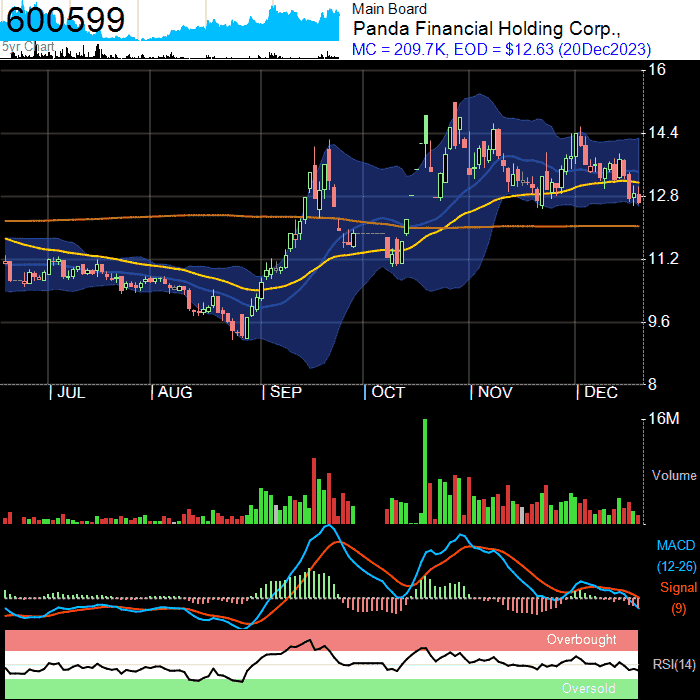 600599
5yr Chart
Main Board
Panda Financial Holding Corp.,
MC = 209.7K, EOD = $12.63 (20Dec2023)
16
14.4
12.8
11.2
9.6
8
| JUL | AUG | SEP | OCT | NOV | DEC
16M
Volume
MACD
(12-26)
Signal
(9)
Overbought
RSI(14)
Oversold